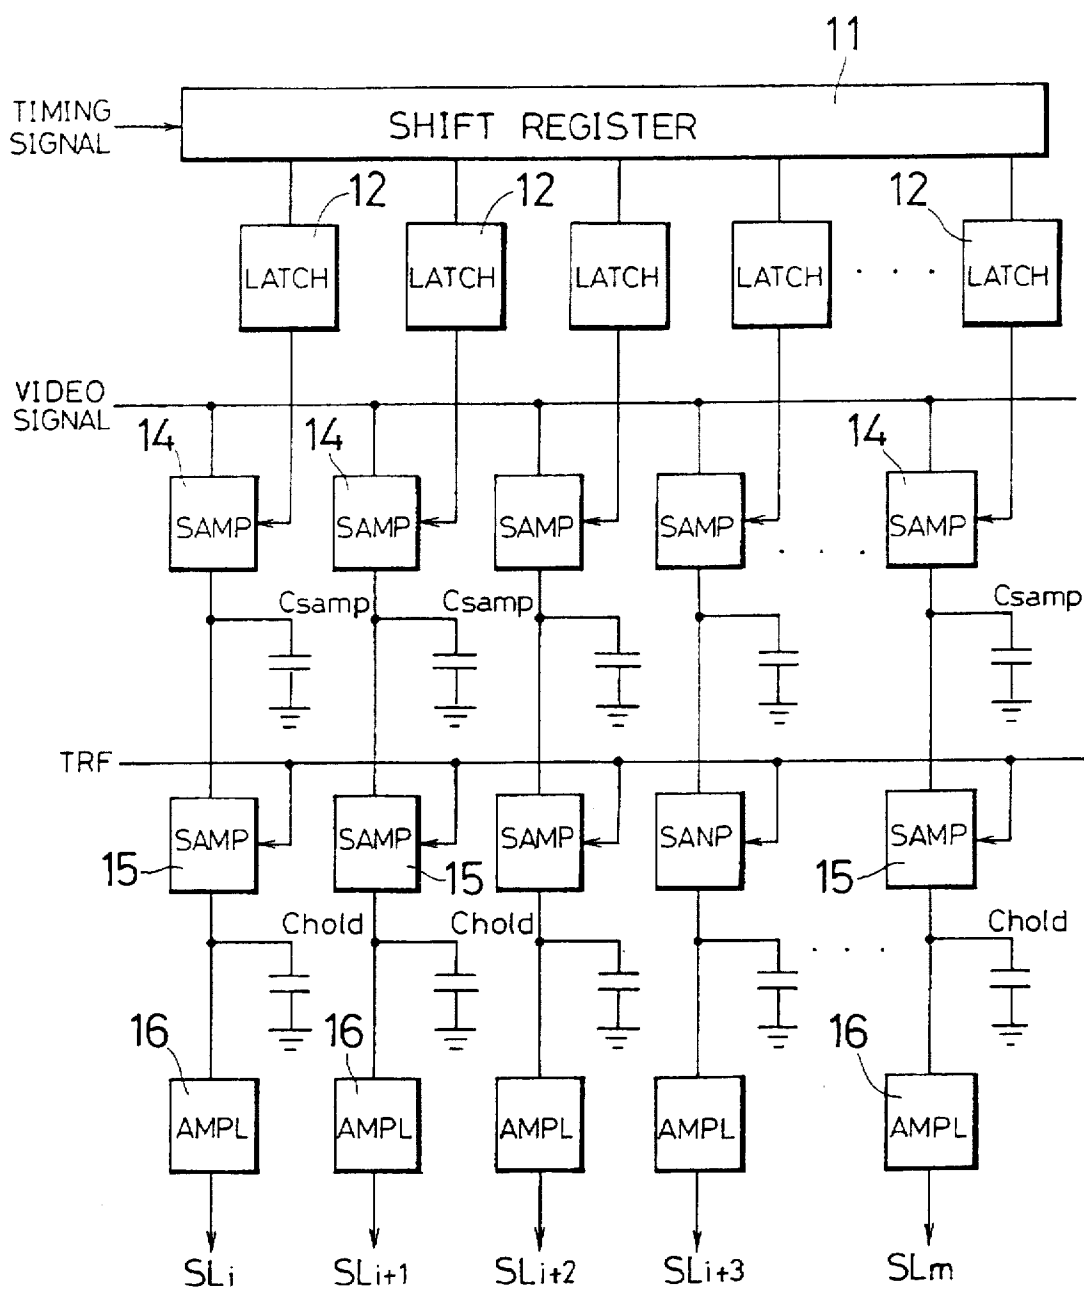 11
TIMING
SIGNAL
SHIFT REGISTER
12 12 12
LATCH LATCH LATCH LATCH . . . LATCH
VIDEO
SIGNAL
14 14 14
SAMP SAMP SAMP SAMP . . . SAMP
Csamp Csamp Csamp
TRF
SAMP SAMP SAMP SANP SAMP
15 15 15
Chold Chold Chold
. . .
16 16 16
AMPL AMPL AMPL AMPL AMPL
SLi SLi+1 SLi+2 SLi+3 SLm